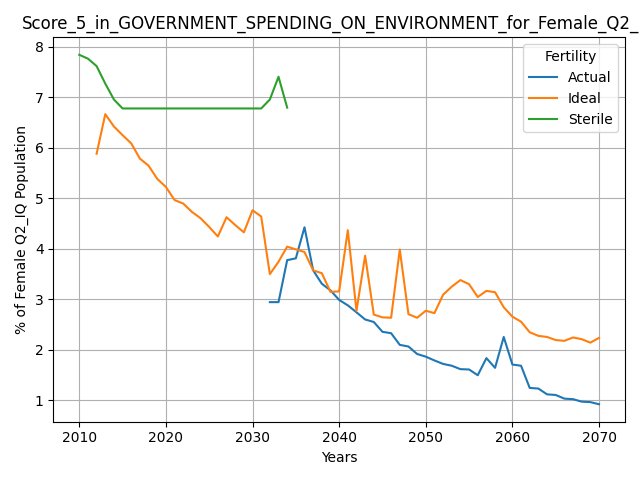 Score_5_in_GOVERNMENT_SPENDING_ON_ENVIRONMENT_for_Female_Q2_
8
7
6
5
4
3
2
1
% of Female Q2_IQ Population
Fertility
Actual
Ideal
Sterile
2010 2020 2030 2040 2050 2060 2070
Years